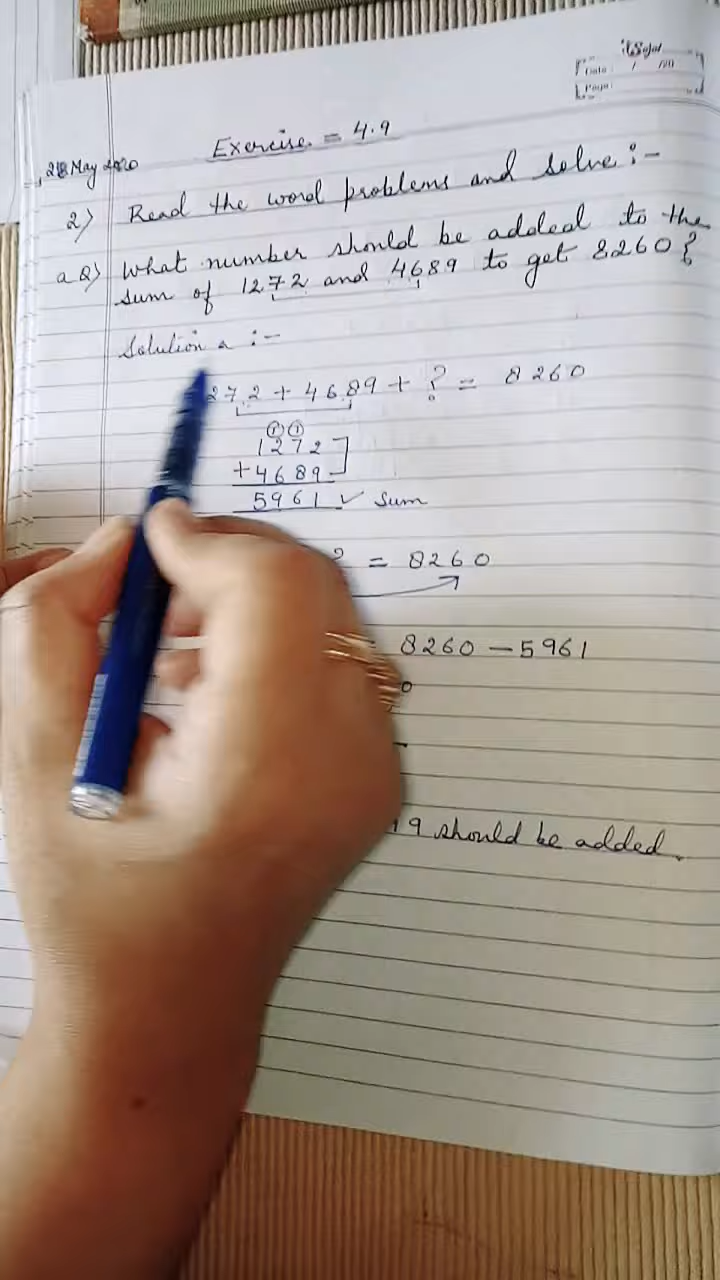 Date: / /20
Page:
Exercise = 4.9
28 May 2020
2) Read the word problems and solve :-
a Q) What number should be added to the
sum of 1272 and 4689 to get 8260?
Solution a :-
272 + 4689 + ? = 8260
1 1
1272
+4689
5961 ✓ Sum
? = 8260
= 8260 - 5961
9 should be added.